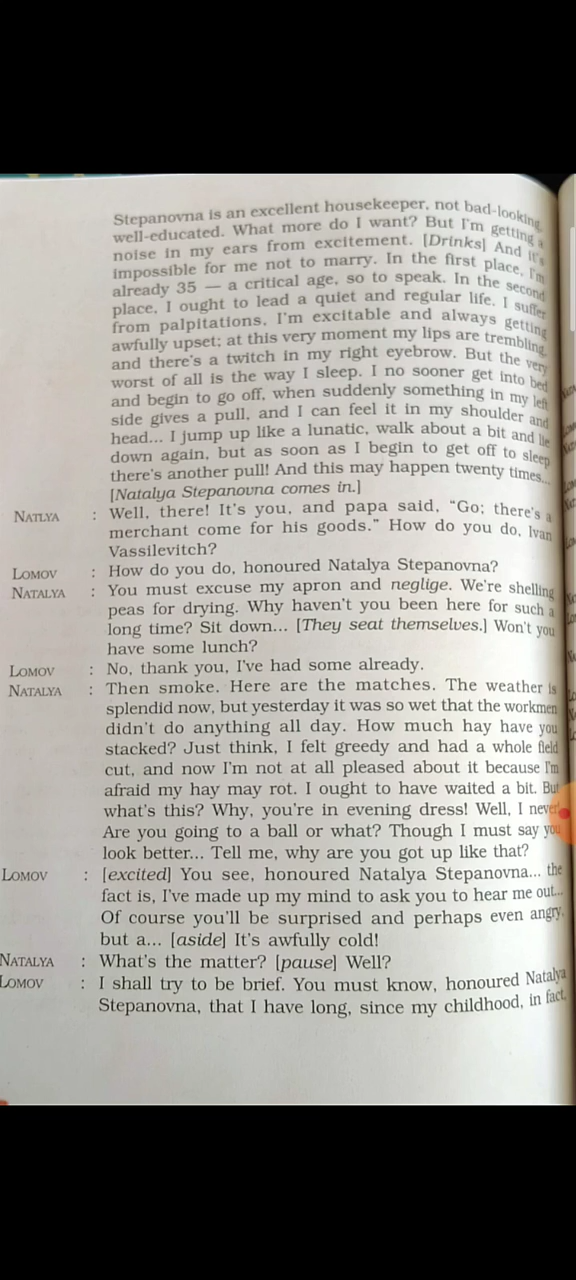 Stepanovna is an excellent housekeeper, not bad-looking,
well-educated. What more do I want? But I'm getting a
noise in my ears from excitement. [Drinks] And it's
impossible for me not to marry. In the first place, I'm
already 35 — a critical age, so to speak. In the second
place, I ought to lead a quiet and regular life. I suffer
from palpitations, I'm excitable and always getting
awfully upset; at this very moment my lips are trembling,
and there's a twitch in my right eyebrow. But the very
worst of all is the way I sleep. I no sooner get into bed
and begin to go off, when suddenly something in my left
side gives a pull, and I can feel it in my shoulder and
head... I jump up like a lunatic, walk about a bit and lie
down again, but as soon as I begin to get off to sleep
there's another pull! And this may happen twenty times...
[Natalya Stepanovna comes in.]
NATLYA : Well, there! It's you, and papa said, “Go; there's a
merchant come for his goods.” How do you do, Ivan
Vassilevitch?
LOMOV : How do you do, honoured Natalya Stepanovna?
NATALYA : You must excuse my apron and neglige. We're shelling
peas for drying. Why haven't you been here for such a
long time? Sit down... [They seat themselves.] Won't you
have some lunch?
LOMOV : No, thank you, I've had some already.
NATALYA : Then smoke. Here are the matches. The weather is
splendid now, but yesterday it was so wet that the workmen
didn't do anything all day. How much hay have you
stacked? Just think, I felt greedy and had a whole field
cut, and now I'm not at all pleased about it because I'm
afraid my hay may rot. I ought to have waited a bit. But
what's this? Why, you're in evening dress! Well, I never!
Are you going to a ball or what? Though I must say you
look better... Tell me, why are you got up like that?
LOMOV : [excited] You see, honoured Natalya Stepanovna... the
fact is, I've made up my mind to ask you to hear me out...
Of course you'll be surprised and perhaps even angry,
but a... [aside] It's awfully cold!
NATALYA : What's the matter? [pause] Well?
LOMOV : I shall try to be brief. You must know, honoured Natalya
Stepanovna, that I have long, since my childhood, in fact,